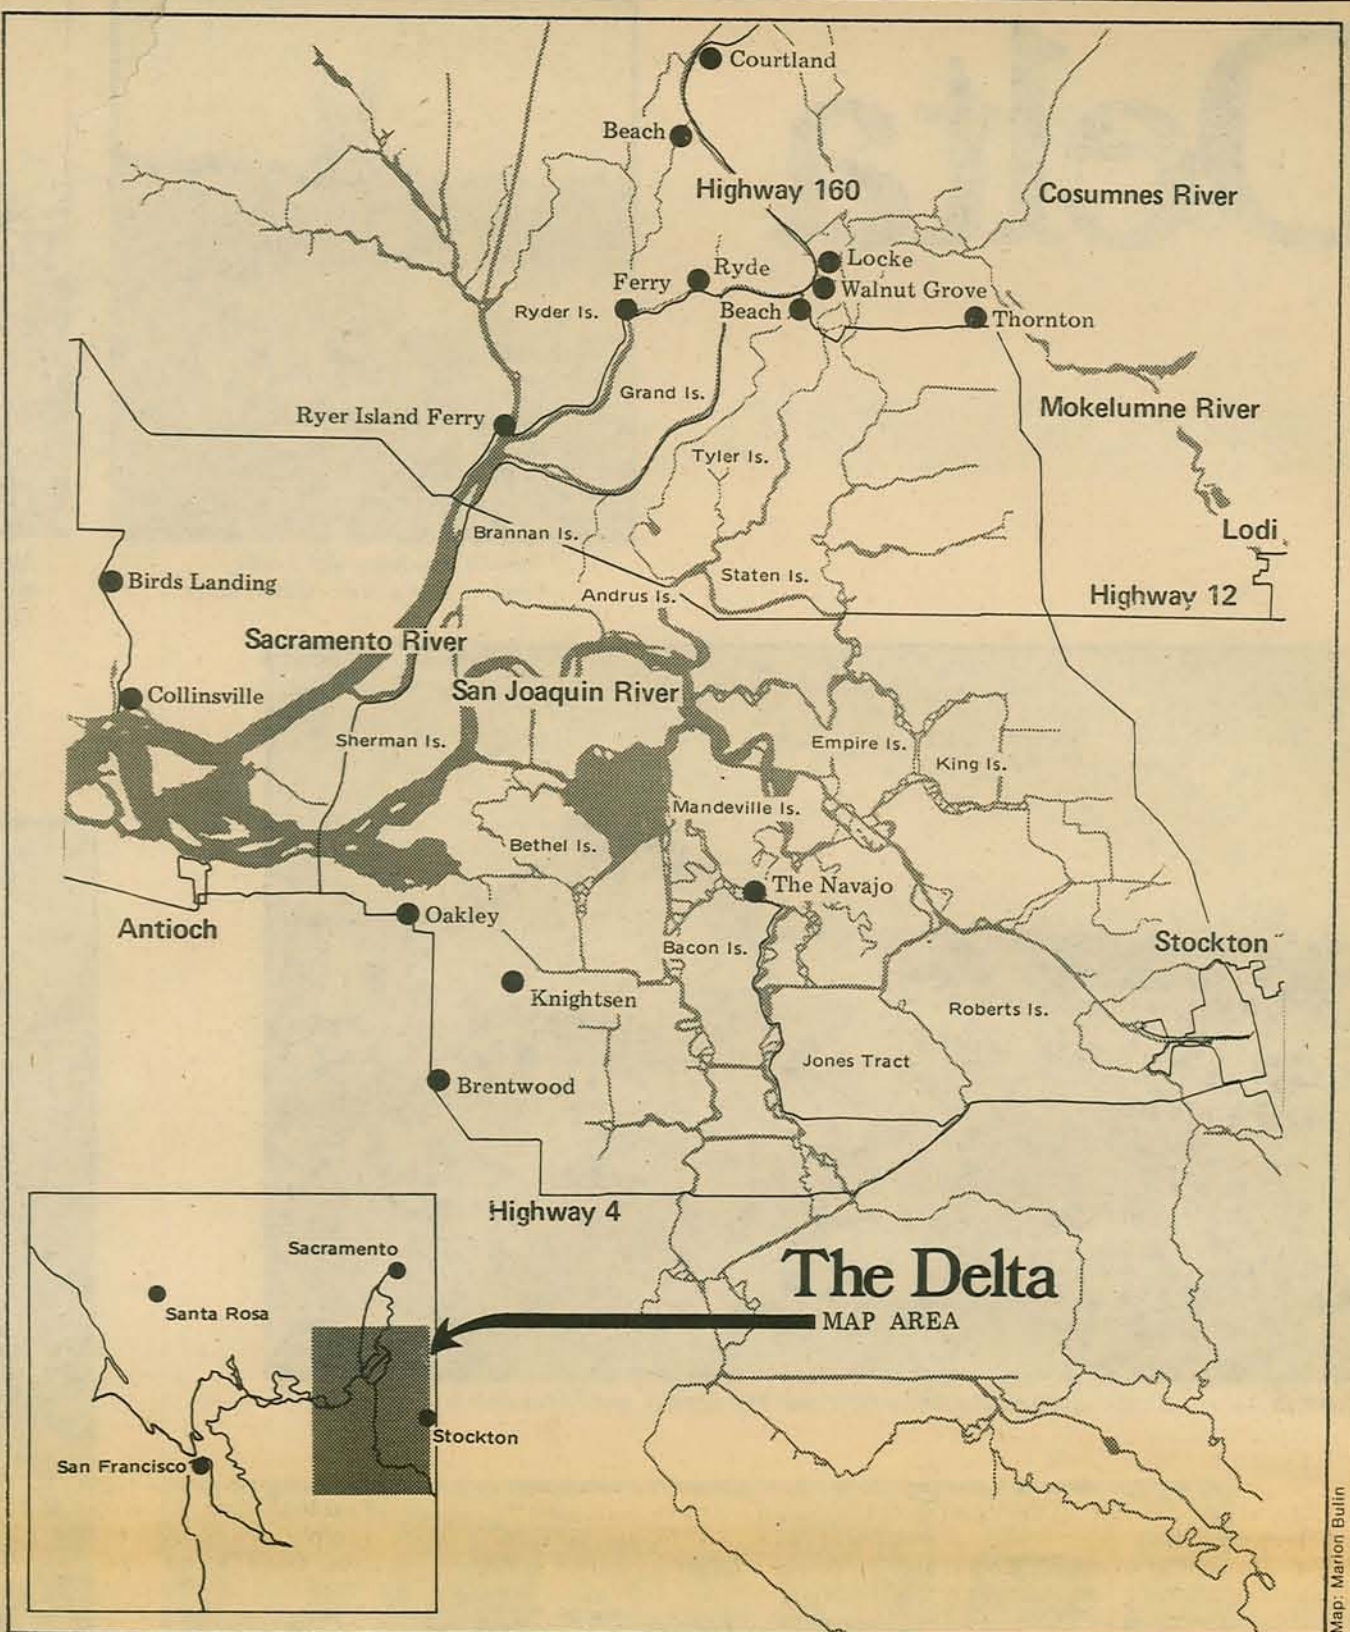 Courtland
Beach
Highway 160
Cosumnes River
Locke
Ryde
Ferry
Walnut Grove
Ryder Is.
Beach
Thornton
Grand Is.
Mokelumne River
Ryer Island Ferry
Tyler Is.
Lodi
Brannan Is.
Staten Is.
Birds Landing
Andrus Is.
Highway 12
Sacramento River
San Joaquin River
Collinsville
Sherman Is.
Empire Is.
King Is.
Mandeville Is.
Bethel Is.
The Navajo
Oakley
Antioch
Bacon Is.
Stockton
Knightsen
Roberts Is.
Jones Tract
Brentwood
Highway 4
The Delta
MAP AREA
Sacramento
Santa Rosa
Stockton
San Francisco
Map: Marion Bulin